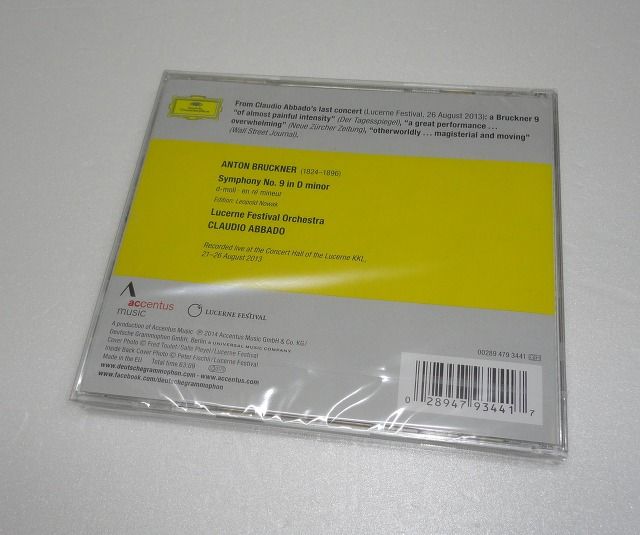 From Claudio Abbado's last concert (Lucerne Festival, 26 August 2013): a Bruckner 9
"of almost painful intensity" (Der Tagesspiegel), "a great performance ...
overwhelming" (Neue Zürcher Zeitung), "otherworldly ... magisterial and moving"
(Wall Street Journal).
ANTON BRUCKNER (1824–1896)
Symphony No. 9 in D minor
d-moll · en ré mineur
Edition: Leopold Nowak
Lucerne Festival Orchestra
CLAUDIO ABBADO
Recorded live at the Concert Hall of the Lucerne KKL,
21–26 August 2013
accentus
music
LUCERNE FESTIVAL
A production of Accentus Music ℗ 2014 Accentus Music GmbH & Co. KG/
Deutsche Grammophon GmbH, Berlin A UNIVERSAL MUSIC COMPANY
Cover Photo © Fred Toulet / Salle Pleyel / Lucerne Festival
Inside Back Cover Photo © Peter Fischli / Lucerne Festival
Made in the EU Total time 63:09
www.deutschegrammophon.com www.accentus.com
www.facebook.com/deutschegrammophon
00289 479 3441
0 28947 93441 7